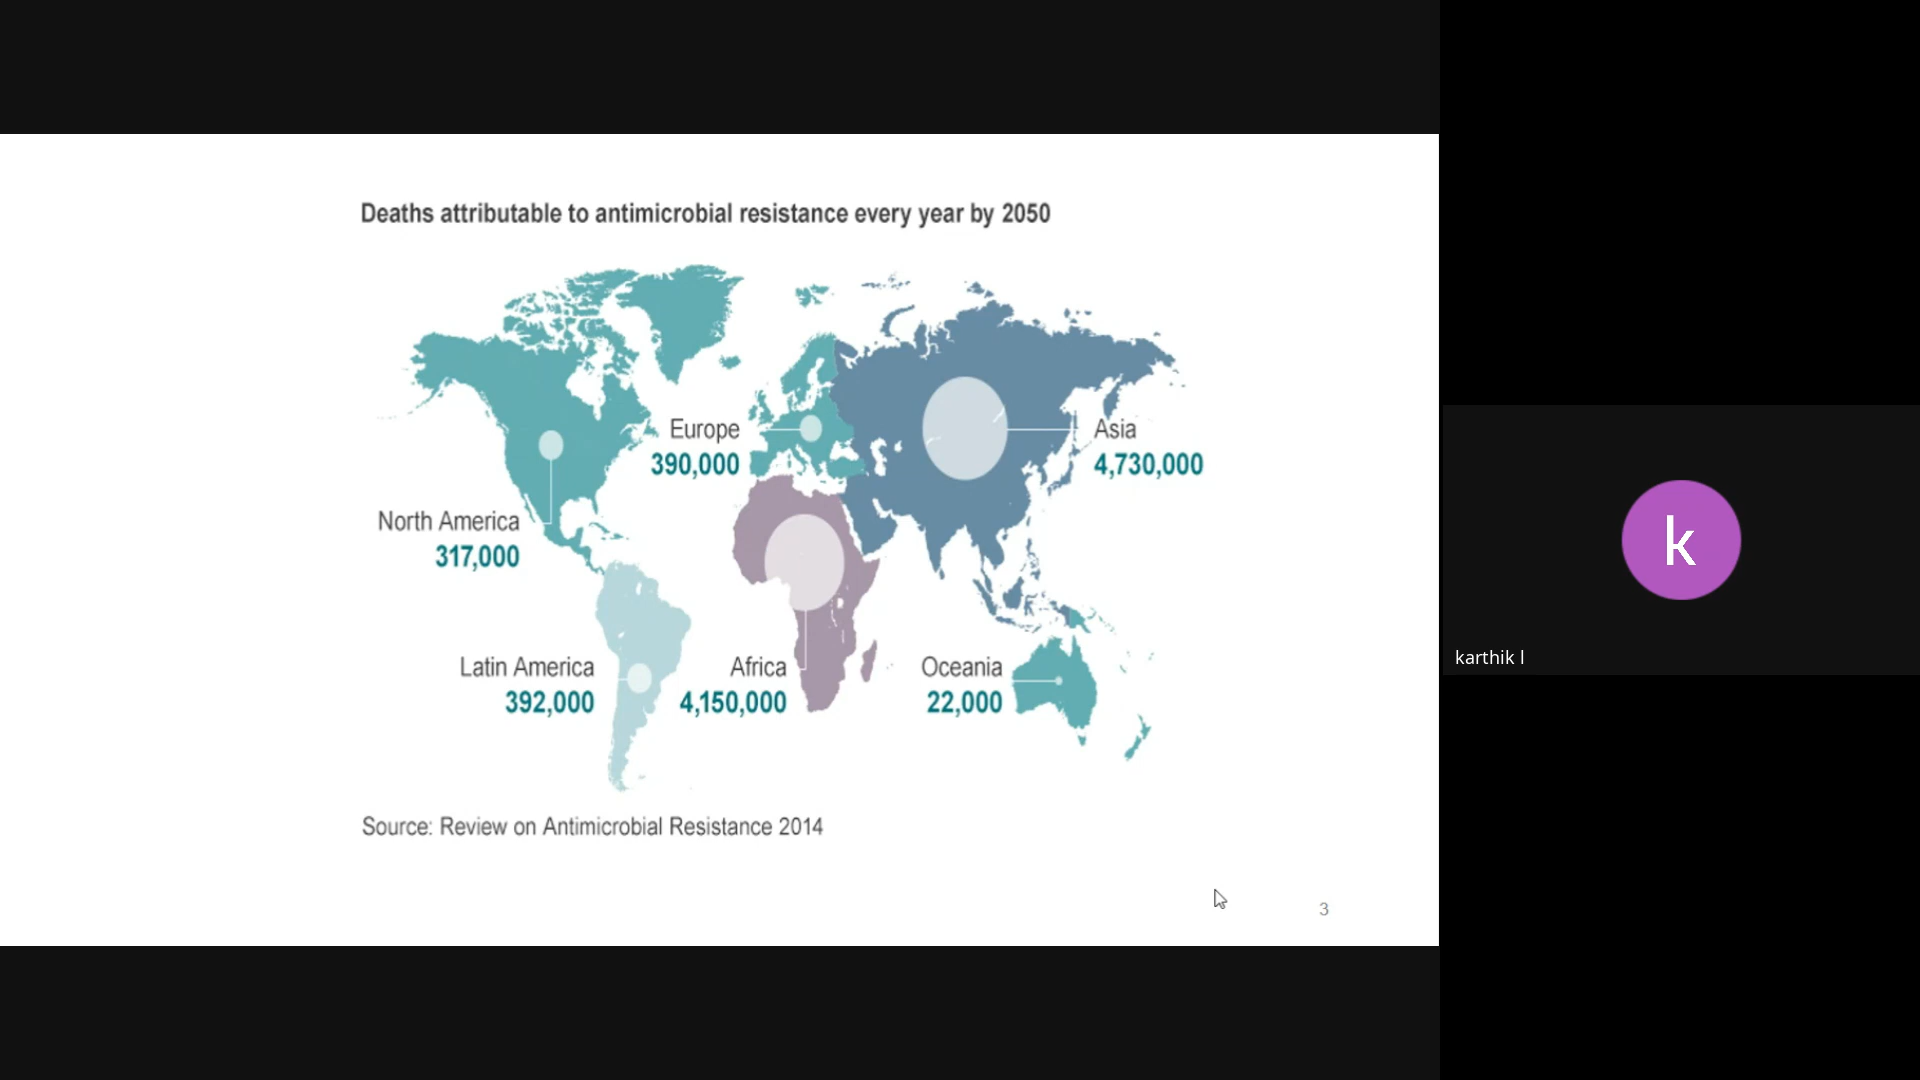 Deaths attributable to antimicrobial resistance every year by 2050
Europe
390,000
Asia
4,730,000
North America
317,000
Latin America
392,000
Africa
4,150,000
Oceania
22,000
Source: Review on Antimicrobial Resistance 2014
3
k
karthik l